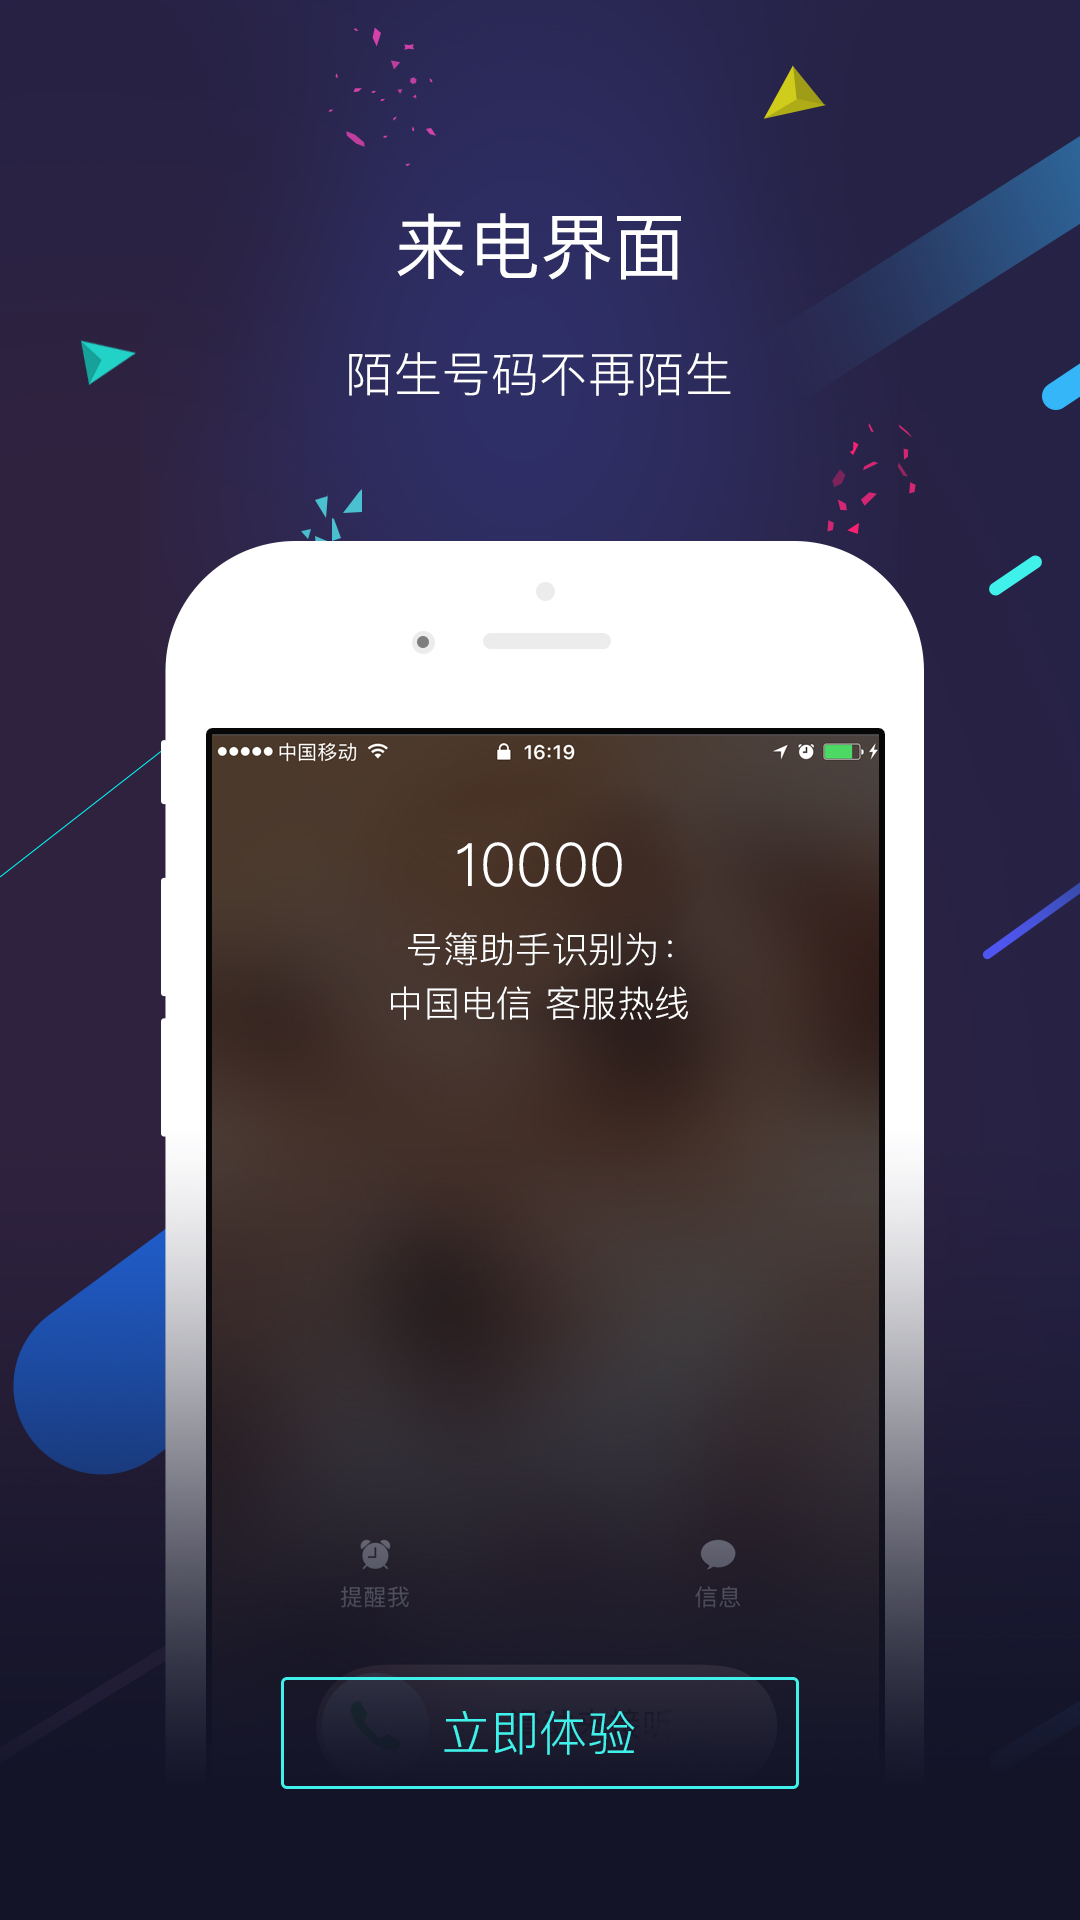 来电界面
陌生号码不再陌生
中国移动 16:19
10000
号簿助手识别为：
中国电信 客服热线
提醒我 信息
立即体验